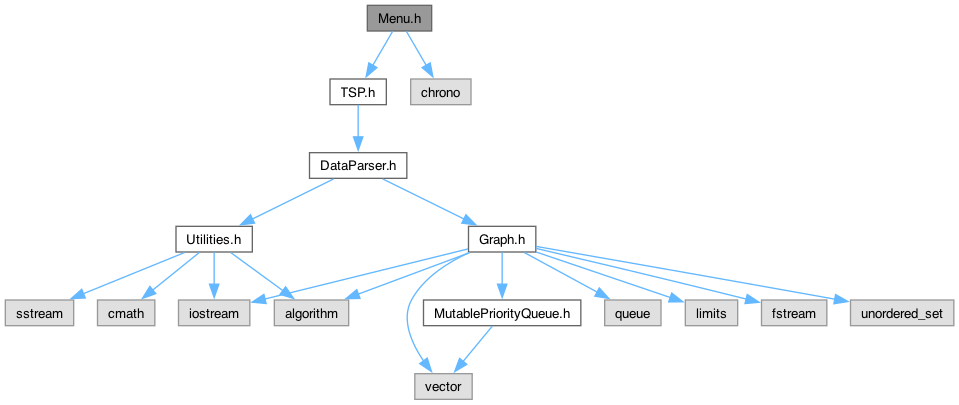 Menu.h
TSP.h
chrono
DataParser.h
Utilities.h
Graph.h
sstream
cmath
iostream
algorithm
MutablePriorityQueue.h
queue
limits
fstream
unordered_set
vector